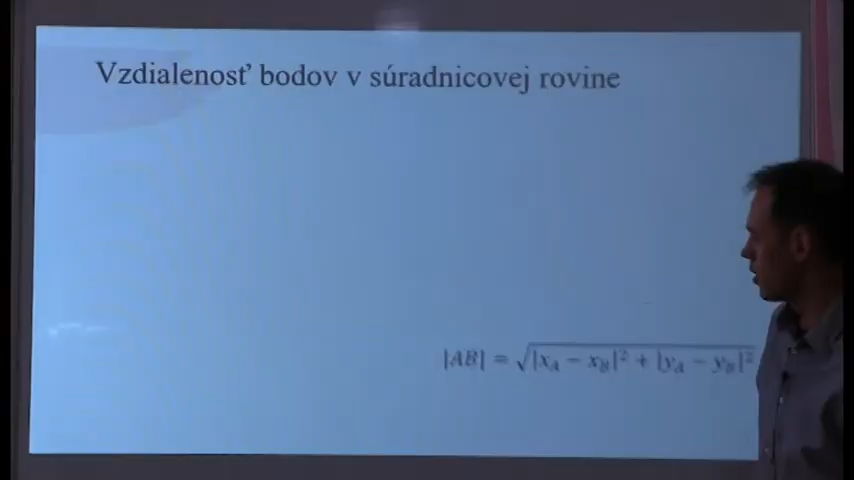 Vzdialenosť bodov v súradnicovej rovine
|AB| = √|x_A − x_B|² + |y_A − y_B|²